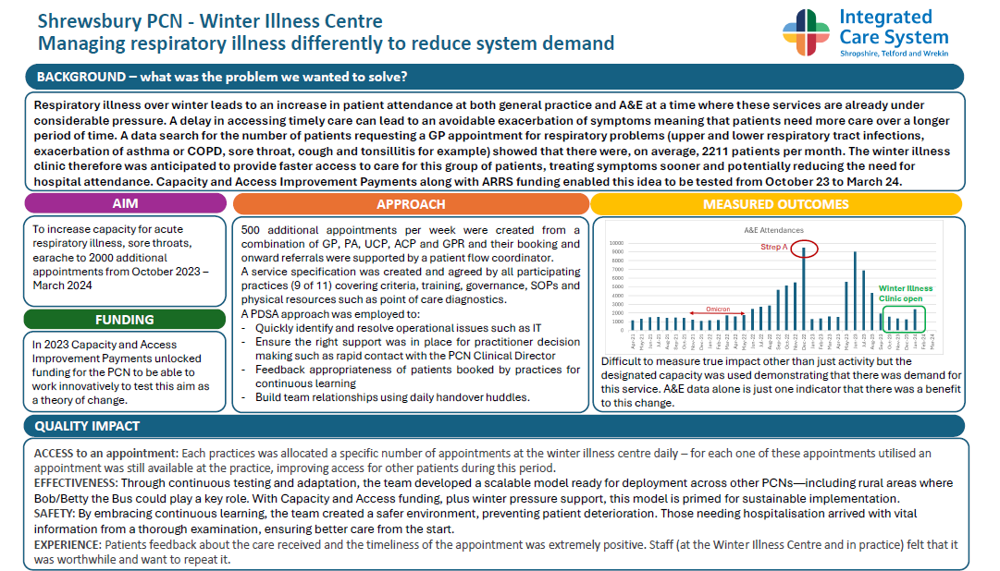 Shrewsbury PCN - Winter Illness Centre
Managing respiratory illness differently to reduce system demand
Integrated
Care System
Shropshire, Telford and Wrekin
BACKGROUND – what was the problem we wanted to solve?
Respiratory illness over winter leads to an increase in patient attendance at both general practice and A&E at a time where these services are already under
considerable pressure. A delay in accessing timely care can lead to an avoidable exacerbation of symptoms meaning that patients need more care over a longer
period of time. A data search for the number of patients requesting a GP appointment for respiratory problems (upper and lower respiratory tract infections,
exacerbation of asthma or COPD, sore throat, cough and tonsillitis for example) showed that there were, on average, 2211 patients per month. The winter illness
clinic therefore was anticipated to provide faster access to care for this group of patients, treating symptoms sooner and potentially reducing the need for
hospital attendance. Capacity and Access Improvement Payments along with ARRS funding enabled this idea to be tested from October 23 to March 24.
AIM
To increase capacity for acute
respiratory illness, sore throats,
earache to 2000 additional
appointments from October 2023 –
March 2024
FUNDING
In 2023 Capacity and Access
Improvement Payments unlocked
funding for the PCN to be able to
work innovatively to test this aim as
a theory of change.
APPROACH
500 additional appointments per week were created from a
combination of GP, PA, UCP, ACP and GPR and their booking and
onward referrals were supported by a patient flow coordinator.
A service specification was created and agreed by all participating
practices (9 of 11) covering criteria, training, governance, SOPs and
physical resources such as point of care diagnostics.
A PDSA approach was employed to:
- Quickly identify and resolve operational issues such as IT
- Ensure the right support was in place for practitioner decision
making such as rapid contact with the PCN Clinical Director
- Feedback appropriateness of patients booked by practices for
continuous learning
- Build team relationships using daily handover huddles.
MEASURED OUTCOMES
A&E Attendances
10000
9000
8000
7000
6000
5000
4000
3000
2000
1000
0
Strep A
Omicron
Winter Illness
Clinic open
Difficult to measure true impact other than just activity but the
designated capacity was used demonstrating that there was demand for
this service. A&E data alone is just one indicator that there was a benefit
to this change.
QUALITY IMPACT
ACCESS to an appointment: Each practices was allocated a specific number of appointments at the winter illness centre daily – for each one of these appointments utilised an
appointment was still available at the practice, improving access for other patients during this period.
EFFECTIVENESS: Through continuous testing and adaptation, the team developed a scalable model ready for deployment across other PCNs—including rural areas where
Bob/Betty the Bus could play a key role. With Capacity and Access funding, plus winter pressure support, this model is primed for sustainable implementation.
SAFETY: By embracing continuous learning, the team created a safer environment, preventing patient deterioration. Those needing hospitalisation arrived with vital
information from a thorough examination, ensuring better care from the start.
EXPERIENCE: Patients feedback about the care received and the timeliness of the appointment was extremely positive. Staff (at the Winter Illness Centre and in practice) felt that it
was worthwhile and want to repeat it.